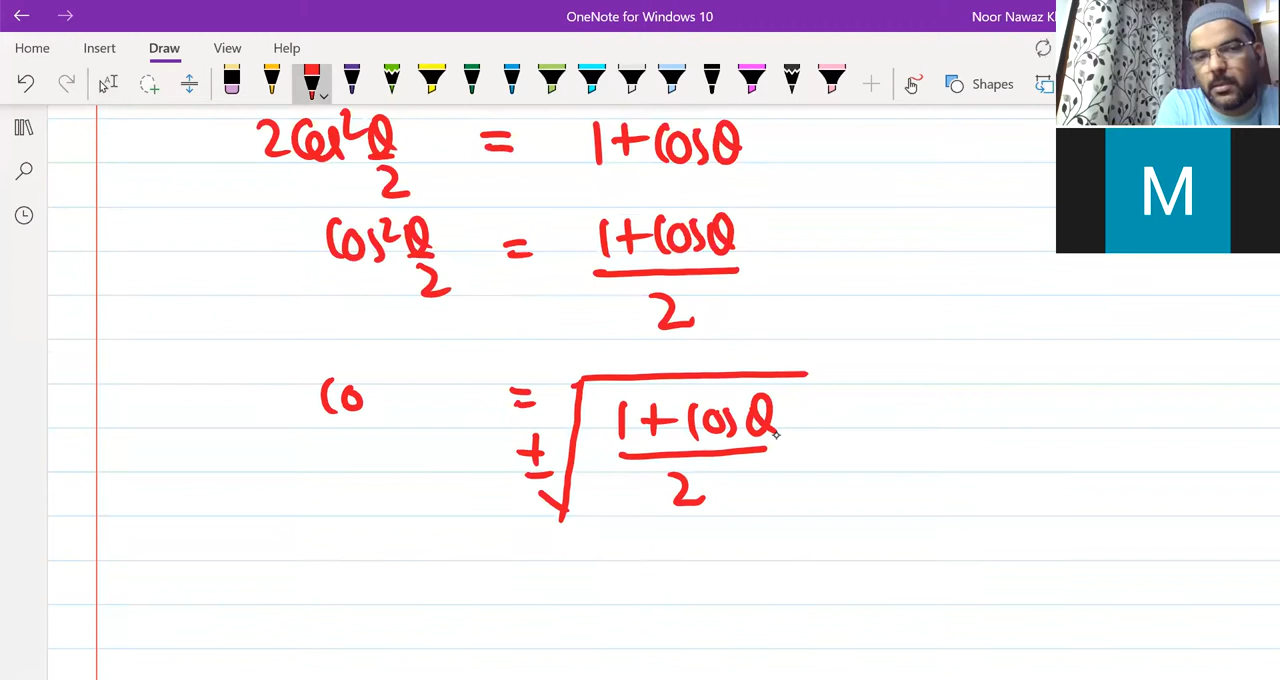 OneNote for Windows 10
Noor Nawaz
Home Insert Draw View Help
Shapes
M
2Cos²θ/2 = 1+Cosθ
Cos²θ/2 = 1+Cosθ/2
Co = ±√1+Cosθ/2